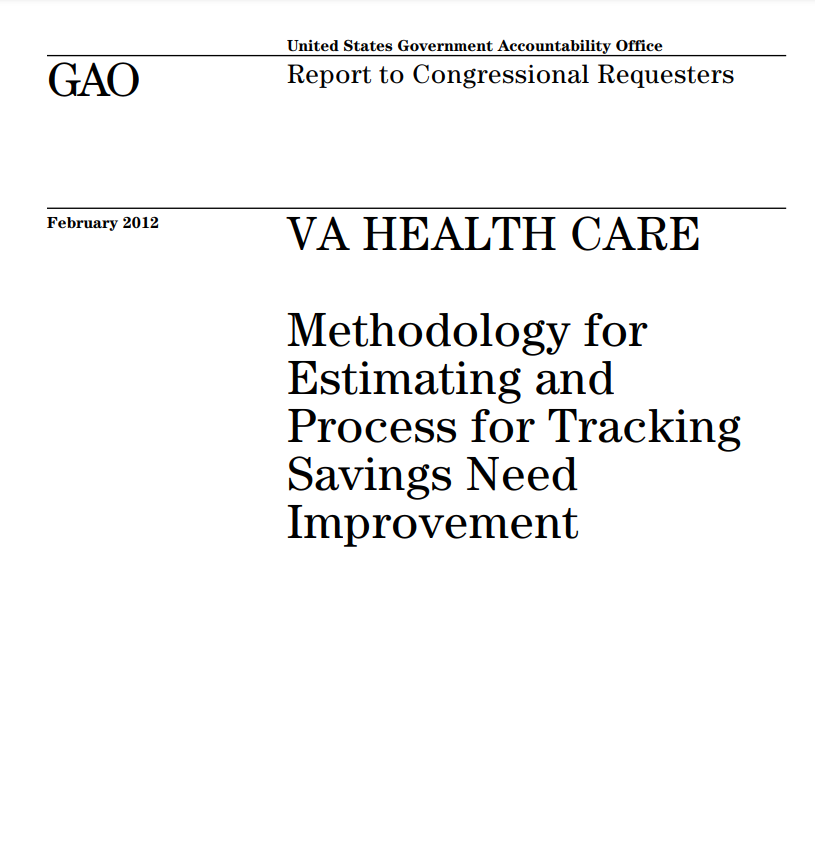 United States Government Accountability Office
GAO
Report to Congressional Requesters
February 2012
VA HEALTH CARE
Methodology for
Estimating and
Process for Tracking
Savings Need
Improvement